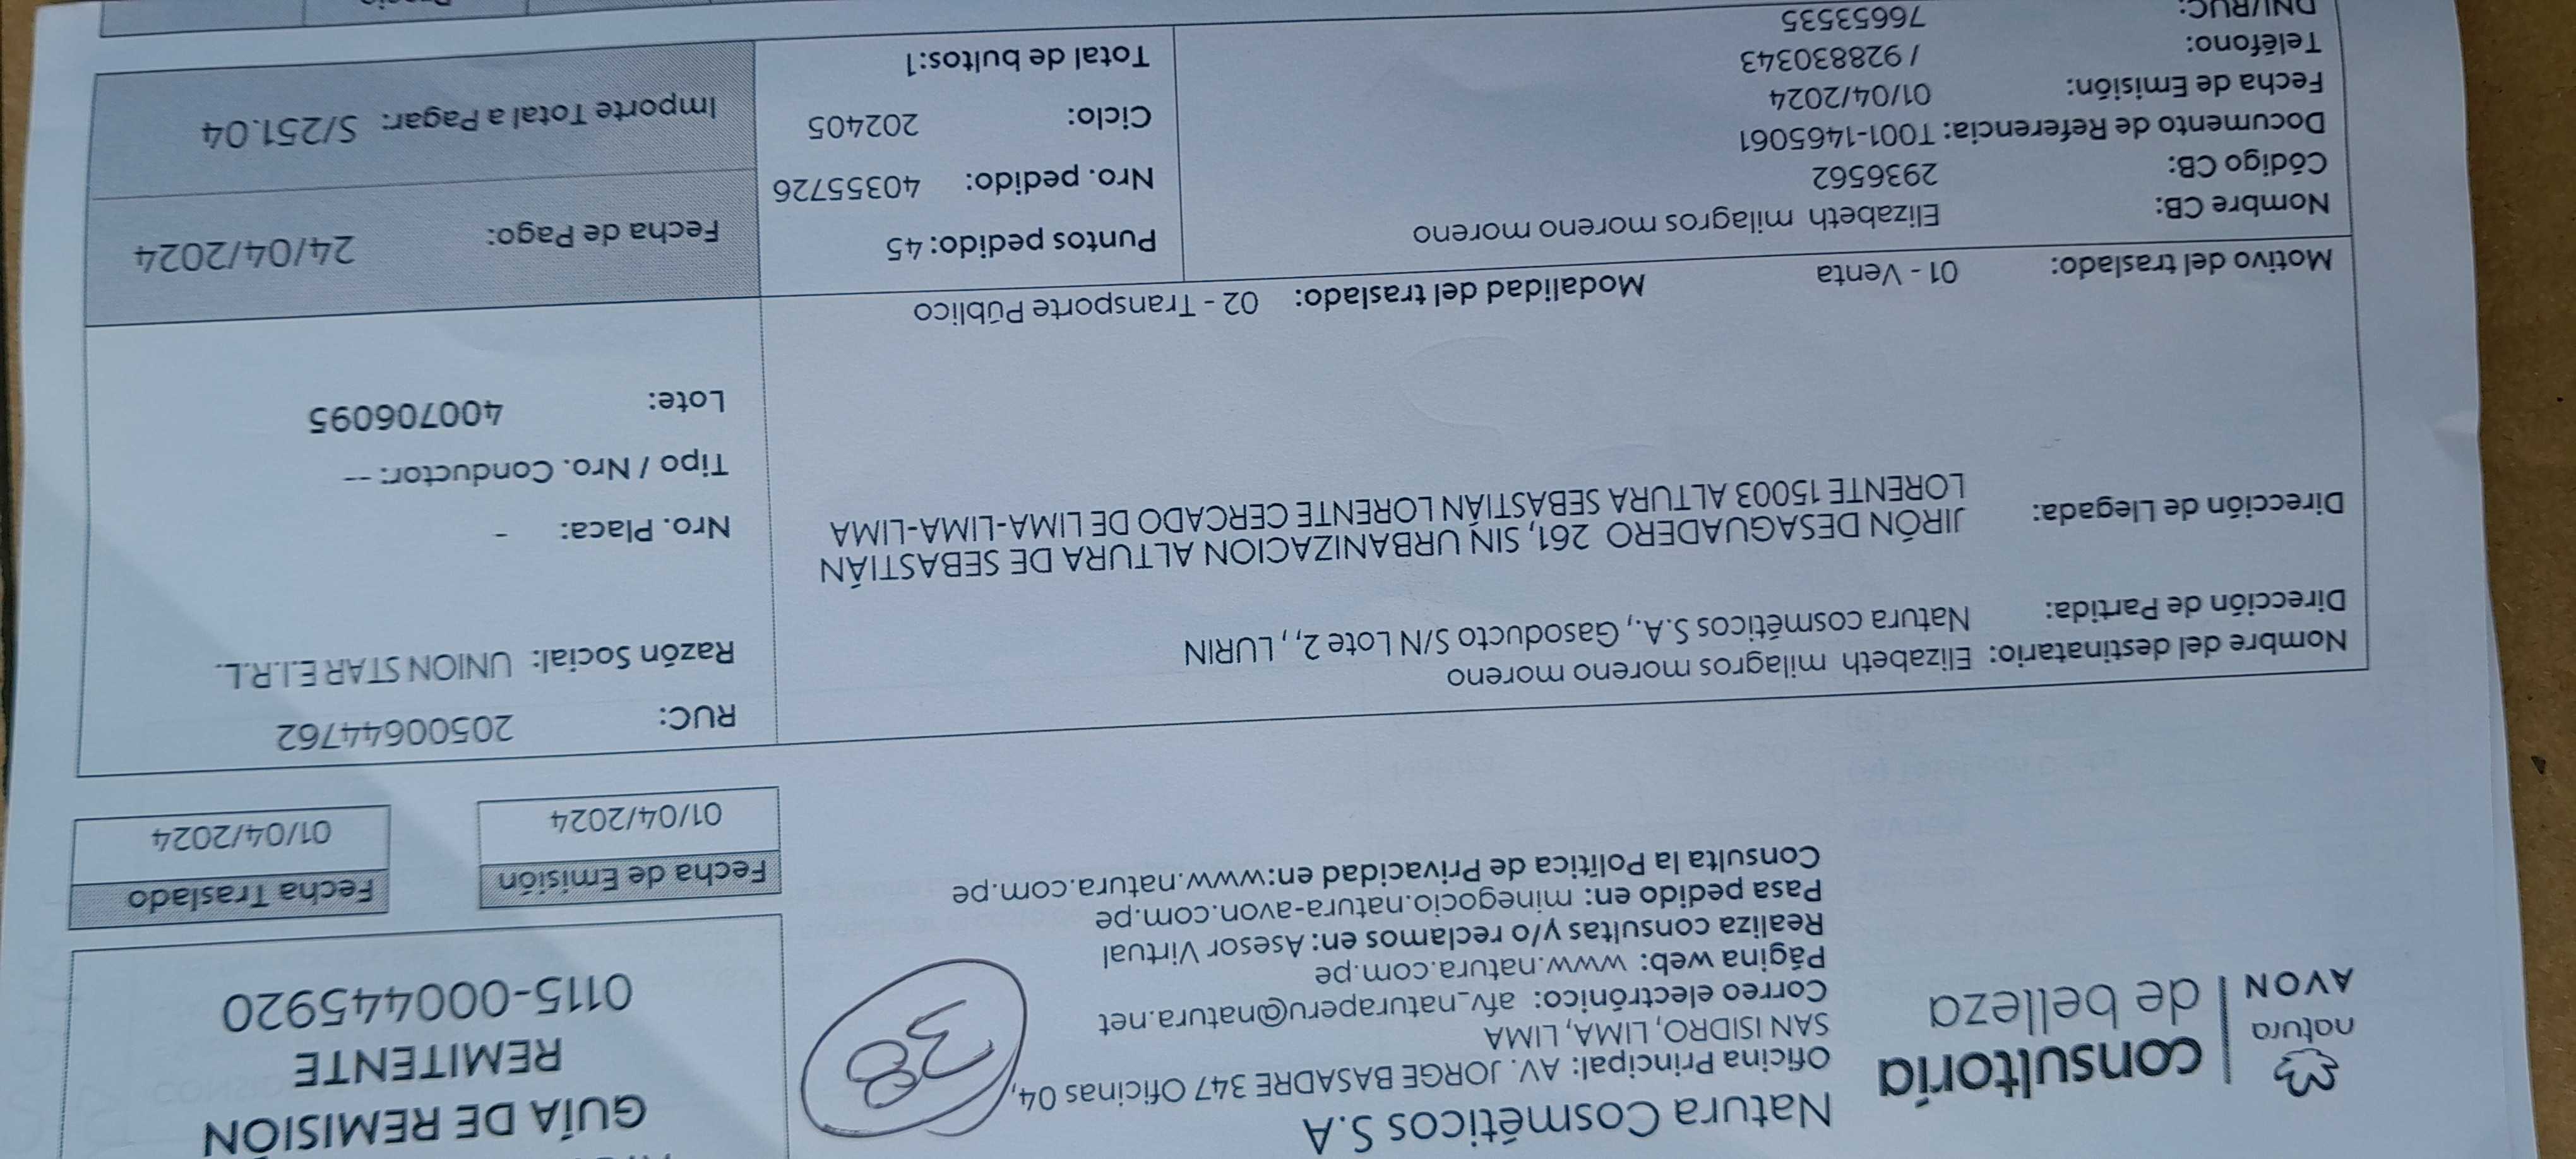 natura
AVON
consultoría
de belleza
Natura Cosméticos S.A
Oficina Principal: AV. JORGE BASADRE 347 Oficinas 04,
SAN ISIDRO, LIMA, LIMA
Correo electrónico: afv_naturaperu@natura.net
Página web: www.natura.com.pe
Realiza consultas y/o reclamos en: Asesor Virtual
Pasa pedido en: minegocio.natura-avon.com.pe
Consulta la Política de Privacidad en:www.natura.com.pe
38
GUÍA DE REMISIÓN
REMITENTE
0115-0004445920
Fecha de Emisión
01/04/2024
Fecha Traslado
01/04/2024
Nombre del destinatario: Elizabeth milagros moreno moreno
Dirección de Partida: Natura cosméticos S.A., Gasoducto S/N Lote 2, , LURIN
Dirección de Llegada: JIRÓN DESAGUADERO 261, SIN URBANIZACION ALTURA DE SEBASTIÁN
LORENTE 15003 ALTURA SEBASTIÁN LORENTE CERCADO DE LIMA-LIMA-LIMA
Motivo del traslado: 01 - Venta Modalidad del traslado: 02 - Transporte Público
RUC: 20500644762
Razón Social: UNION STAR E.I.R.L.
Nro. Placa: -
Tipo / Nro. Conductor: --
Lote: 400706095
Nombre CB: Elizabeth milagros moreno moreno
Código CB: 2936562
Documento de Referencia: T001-1465061
Fecha de Emisión: 01/04/2024
Teléfono: / 928830343
DNI/RUC: 76653535
Puntos pedido: 45
Nro. pedido: 40355726
Ciclo: 202405
Total de bultos:1
Fecha de Pago: 24/04/2024
Importe Total a Pagar: S/251.04